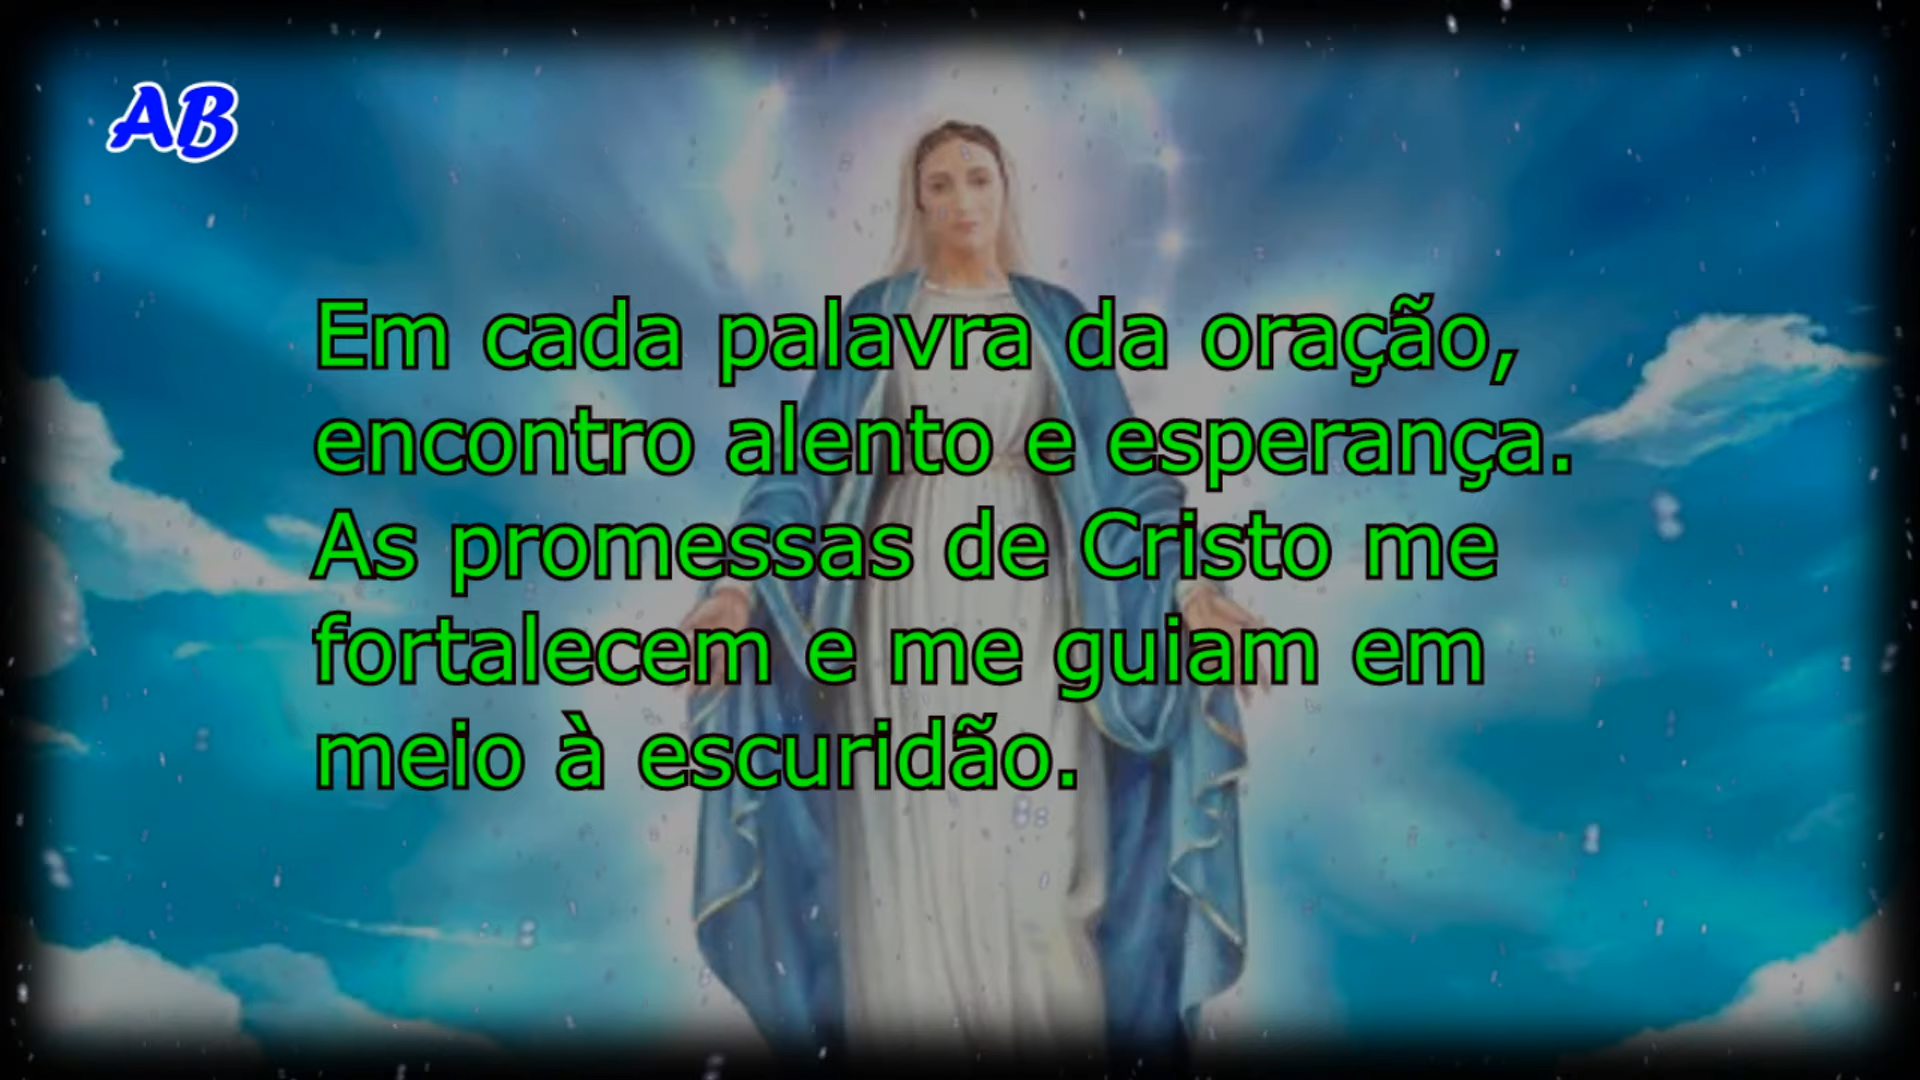 AB
Em cada palavra da oração,
encontro alento e esperança.
As promessas de Cristo me
fortalecem e me guiam em
meio à escuridão.